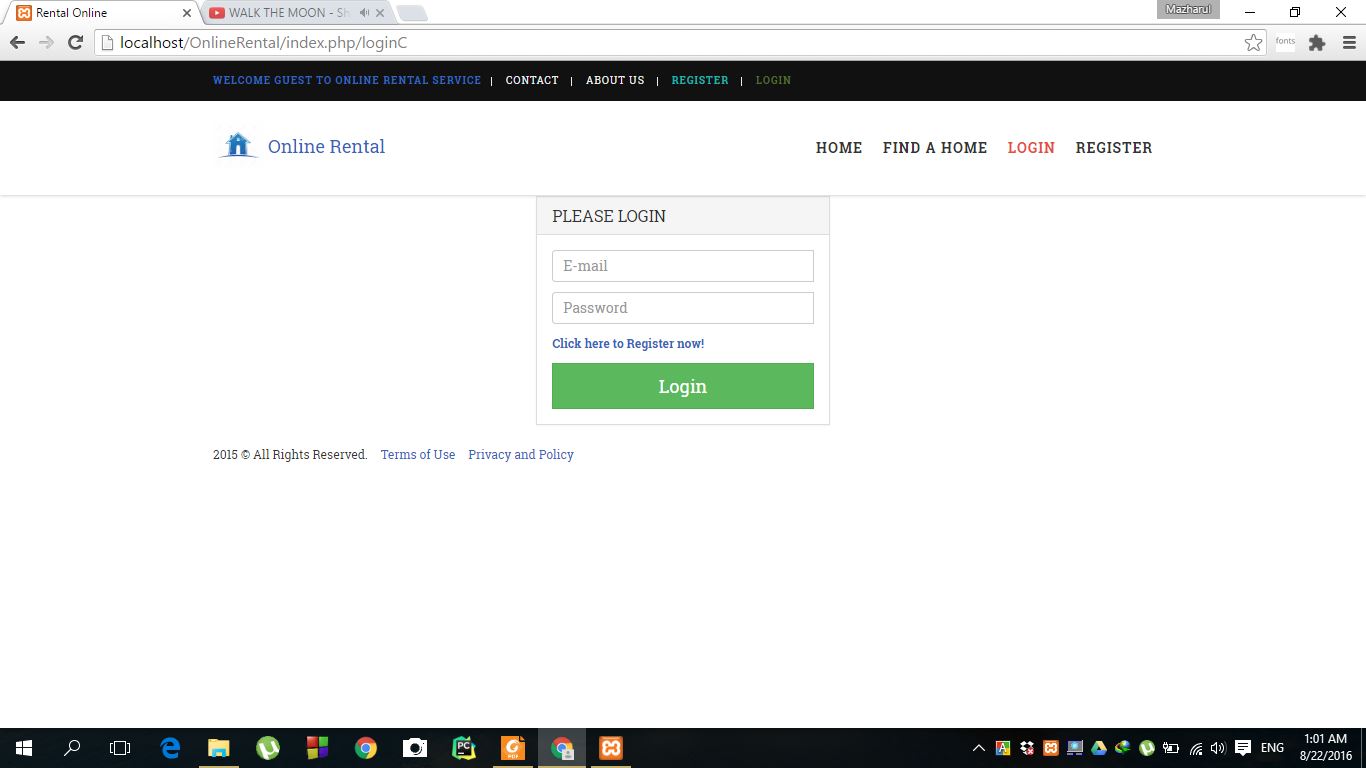 Rental Online
WALK THE MOON - Sh
Mazharul
localhost/OnlineRental/index.php/loginC
fonts
WELCOME GUEST TO ONLINE RENTAL SERVICE | CONTACT | ABOUT US | REGISTER | LOGIN
Online Rental
HOME FIND A HOME LOGIN REGISTER
PLEASE LOGIN
E-mail
Password
Click here to Register now!
Login
2015 © All Rights Reserved. Terms of Use Privacy and Policy
PC
PDF
ENG
1:01 AM
8/22/2016